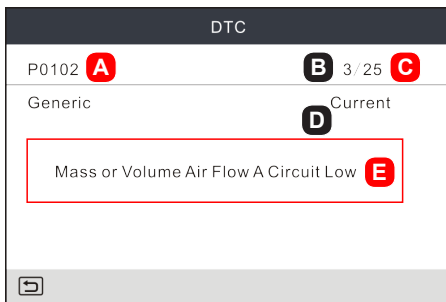 DTC
P0102 A B 3/25 C
Generic D Current
Mass or Volume Air Flow A Circuit Low E